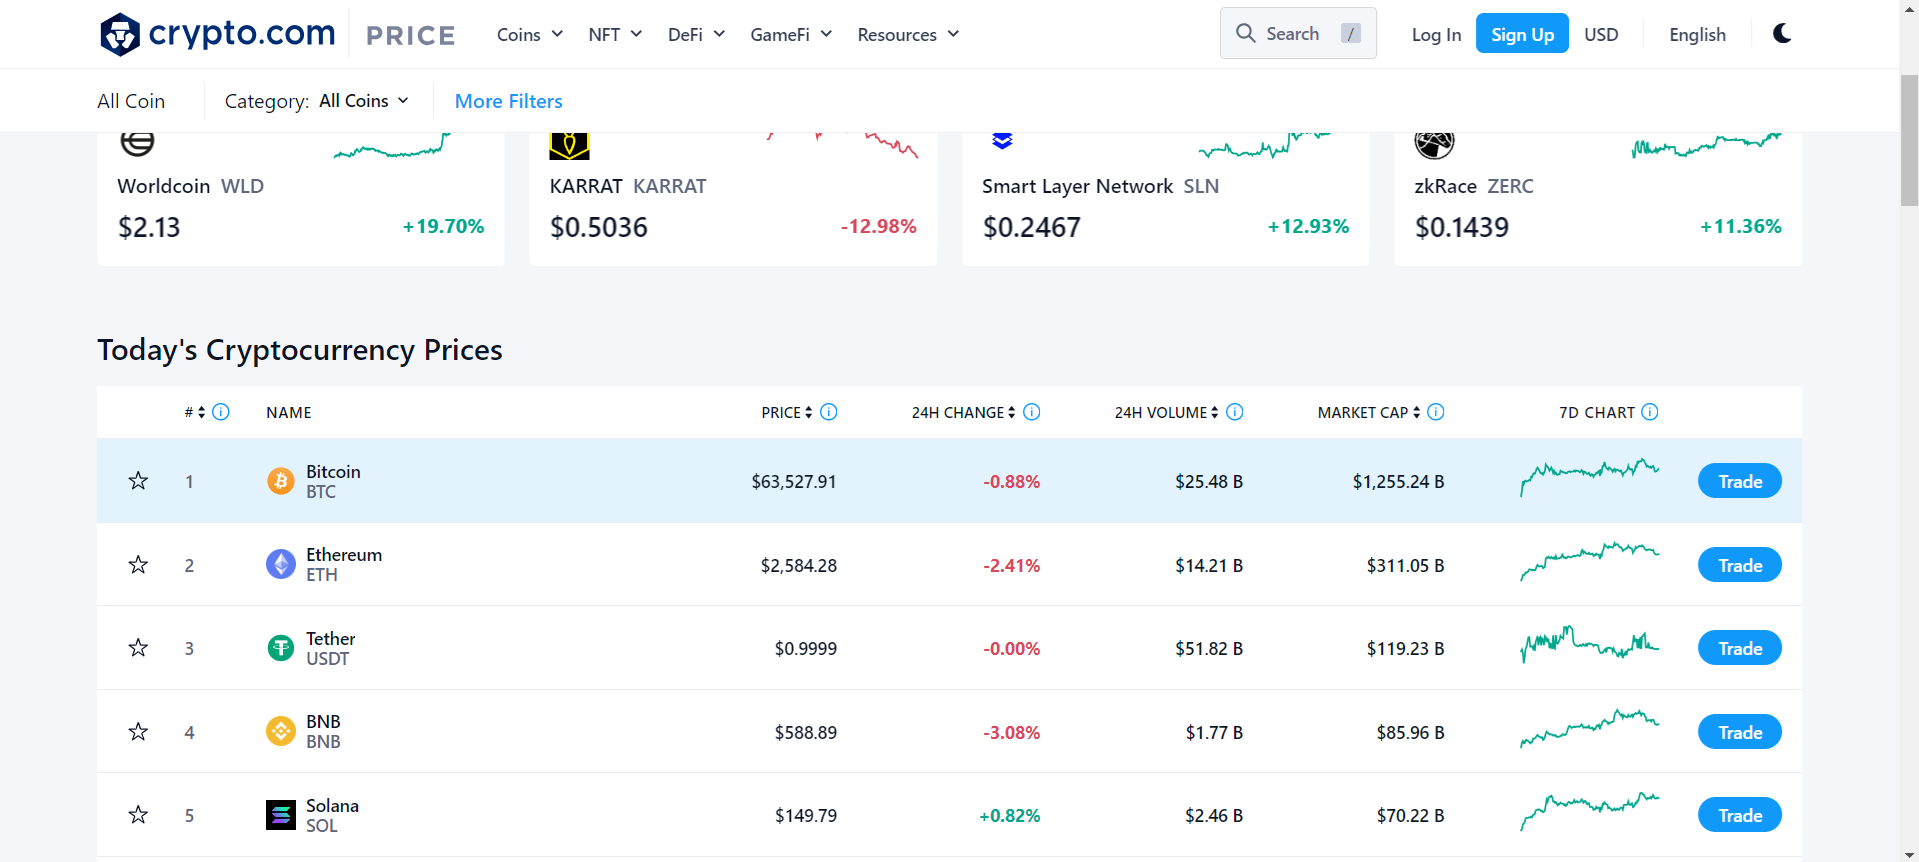 crypto.com PRICE Coins NFT DeFi GameFi Resources Search / Log In Sign Up USD English
All Coin Category: All Coins More Filters
Worldcoin WLD KARRAT KARRAT Smart Layer Network SLN zkRace ZERC
$2.13 +19.70% $0.5036 -12.98% $0.2467 +12.93% $0.1439 +11.36%
Today's Cryptocurrency Prices
# NAME PRICE 24H CHANGE 24H VOLUME MARKET CAP 7D CHART
1 Bitcoin BTC $63,527.91 -0.88% $25.48 B $1,255.24 B Trade
2 Ethereum ETH $2,584.28 -2.41% $14.21 B $311.05 B Trade
3 Tether USDT $0.9999 -0.00% $51.82 B $119.23 B Trade
4 BNB BNB $588.89 -3.08% $1.77 B $85.96 B Trade
5 Solana SOL $149.79 +0.82% $2.46 B $70.22 B Trade